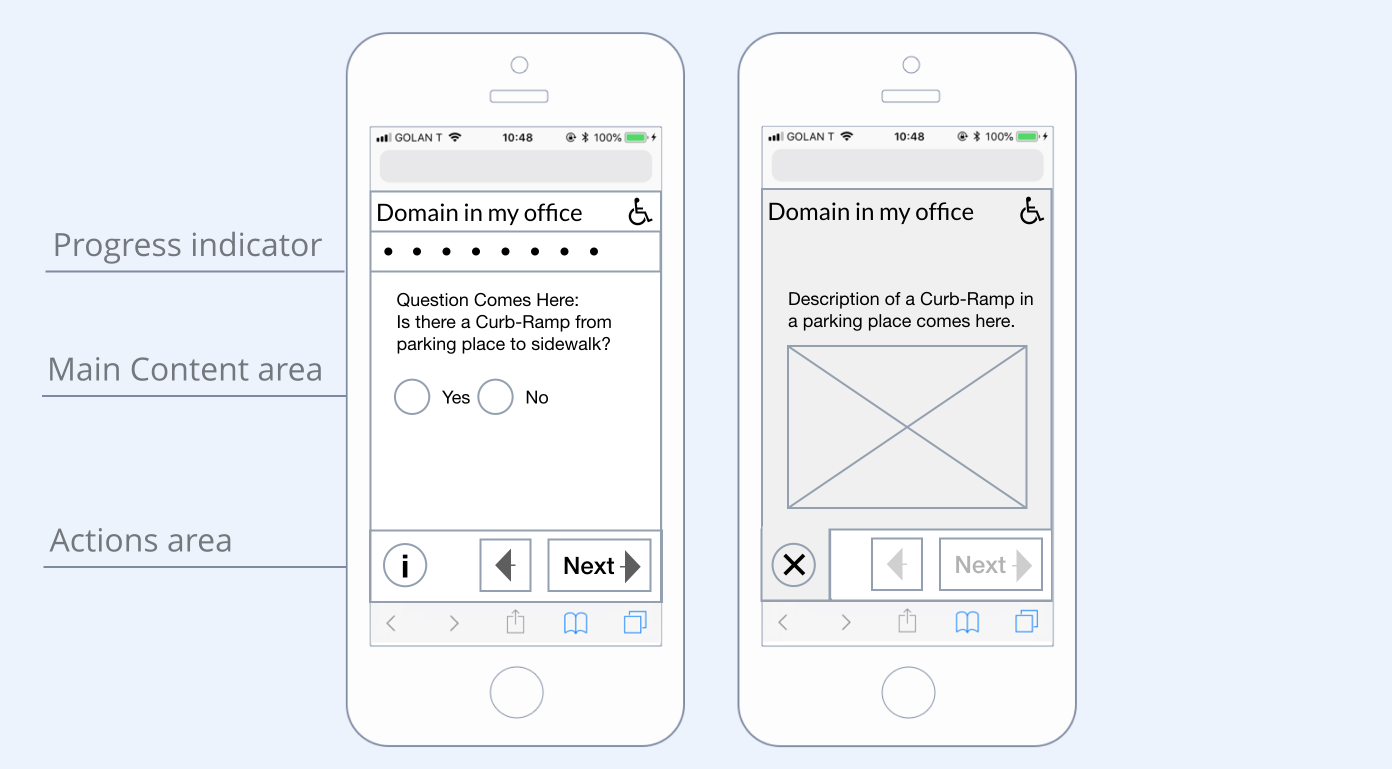 Progress indicator
Main Content area
Actions area
GOLAN T 10:48 100%
Domain in my office
Question Comes Here:
Is there a Curb-Ramp from
parking place to sidewalk?
Yes No
i Next
GOLAN T 10:48 100%
Domain in my office
Description of a Curb-Ramp in
a parking place comes here.
Next